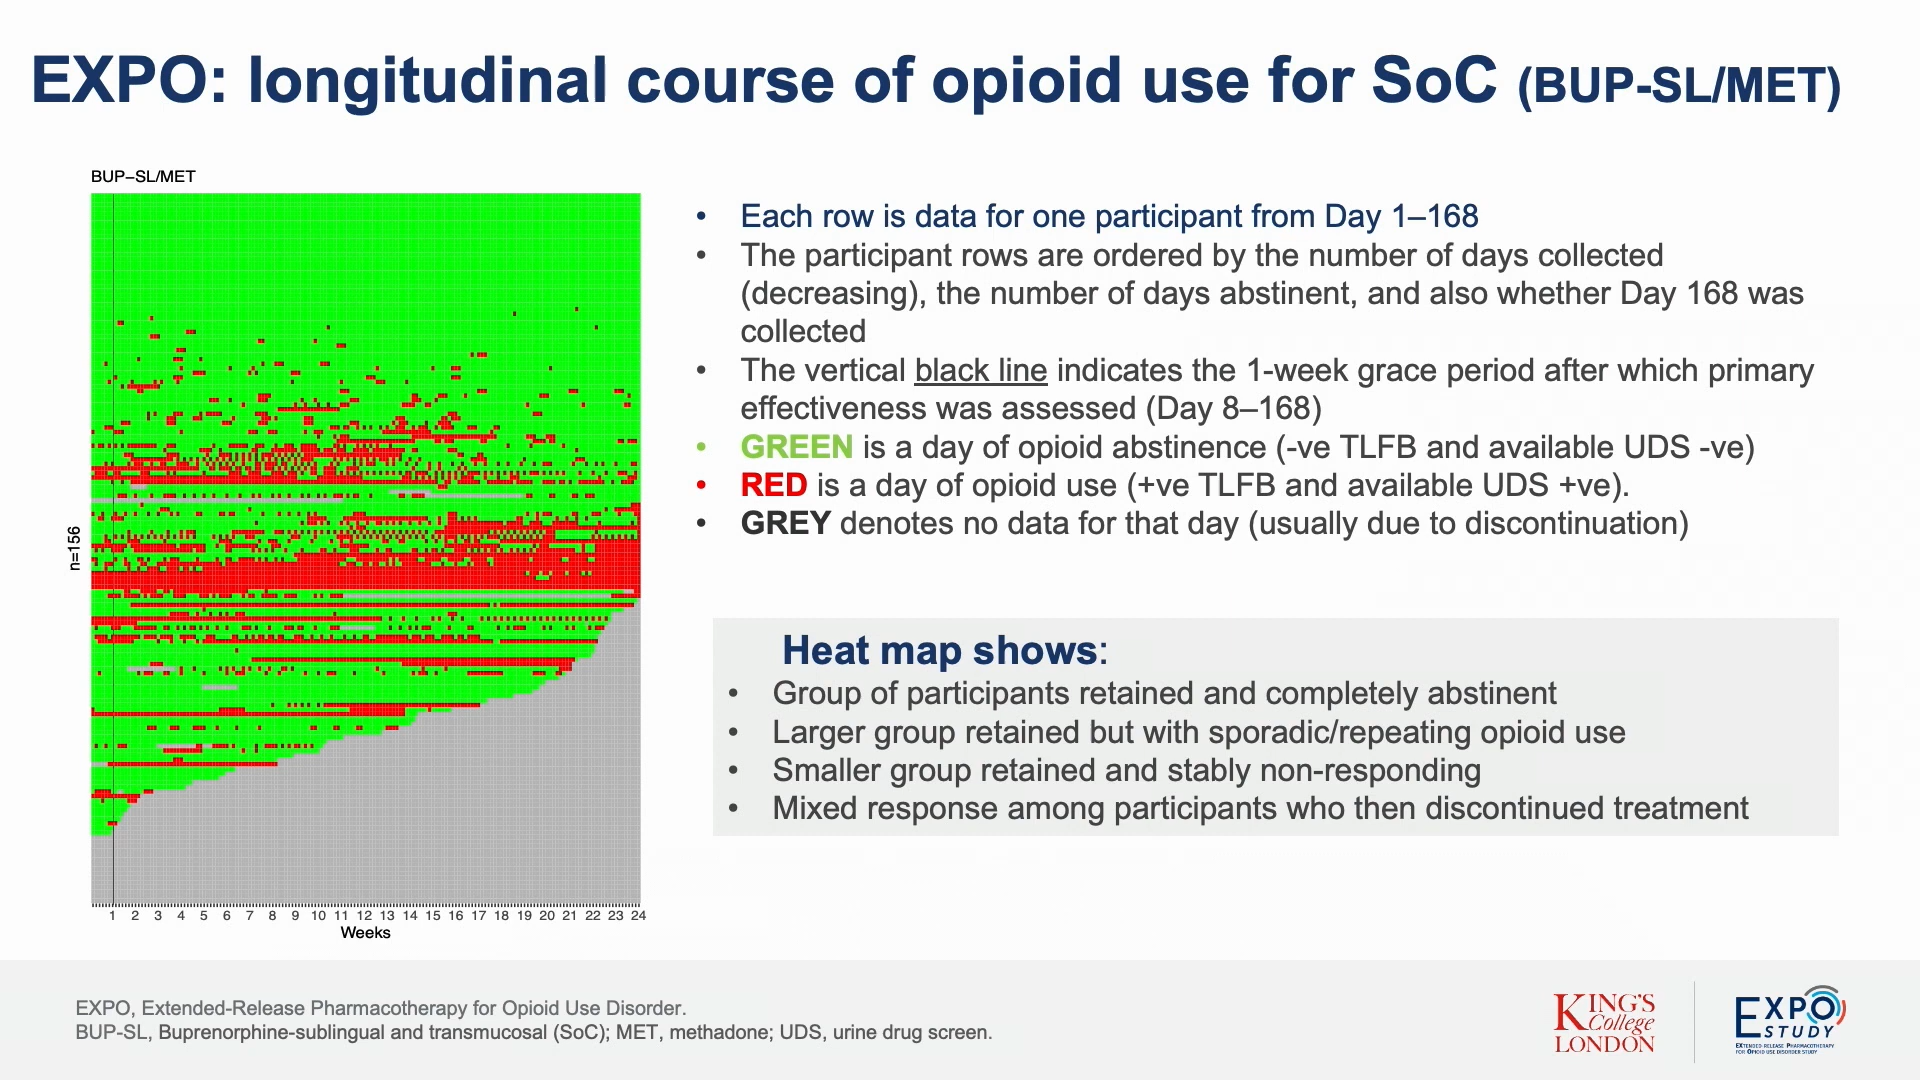 EXPO: longitudinal course of opioid use for SoC (BUP-SL/MET)
BUP–SL/MET
n=156
1 2 3 4 5 6 7 8 9 10 11 12 13 14 15 16 17 18 19 20 21 22 23 24
Weeks
• Each row is data for one participant from Day 1–168
• The participant rows are ordered by the number of days collected
(decreasing), the number of days abstinent, and also whether Day 168 was
collected
• The vertical black line indicates the 1-week grace period after which primary
effectiveness was assessed (Day 8–168)
• GREEN is a day of opioid abstinence (-ve TLFB and available UDS -ve)
• RED is a day of opioid use (+ve TLFB and available UDS +ve).
• GREY denotes no data for that day (usually due to discontinuation)
Heat map shows:
• Group of participants retained and completely abstinent
• Larger group retained but with sporadic/repeating opioid use
• Smaller group retained and stably non-responding
• Mixed response among participants who then discontinued treatment
EXPO, Extended-Release Pharmacotherapy for Opioid Use Disorder.
BUP-SL, Buprenorphine-sublingual and transmucosal (SoC); MET, methadone; UDS, urine drug screen.
KING'S
College
LONDON
EXPO
STUDY
EXTENDED-RELEASE PHARMACOTHERAPY
FOR OPIOID USE DISORDER STUDY